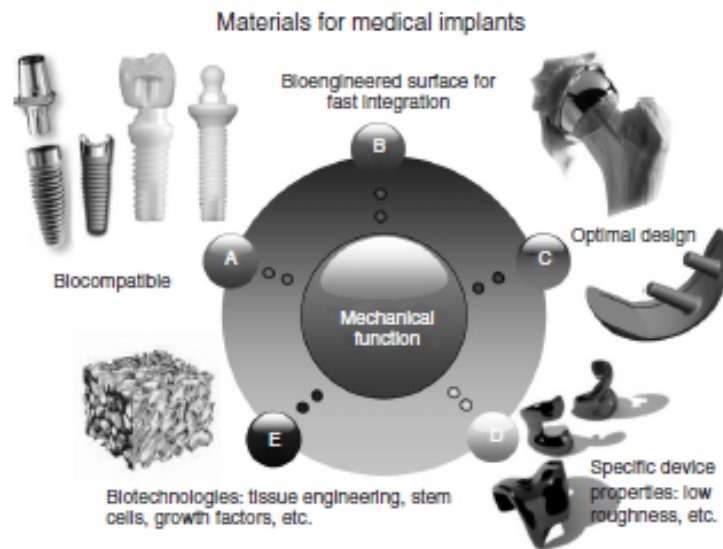 Materials for medical implants
Bioengineered surface for
fast integration
B
A
C
Biocompatible
Optimal design
Mechanical
function
E
D
Biotechnologies: tissue engineering, stem
cells, growth factors, etc.
Specific device
properties: low
roughness, etc.